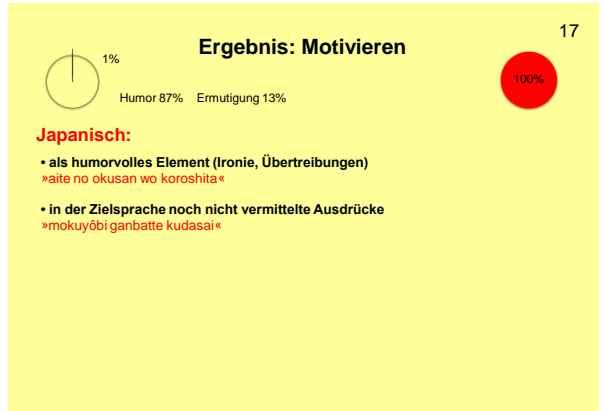 17
Ergebnis: Motivieren
1%
100%
Humor 87% Ermutigung 13%
Japanisch:
• als humorvolles Element (Ironie, Übertreibungen)
»aite no okusan wo koroshita«
• in der Zielsprache noch nicht vermittelte Ausdrücke
»mokuyôbi ganbatte kudasai«